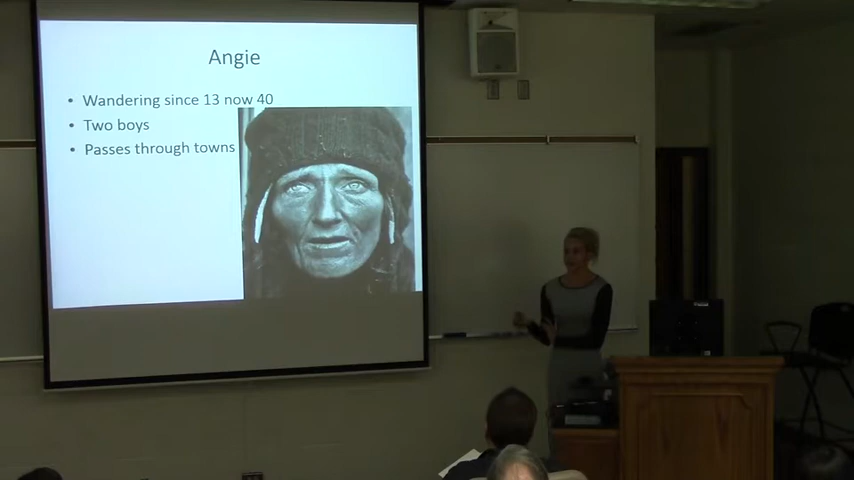 Angie
• Wandering since 13 now 40
• Two boys
• Passes through towns